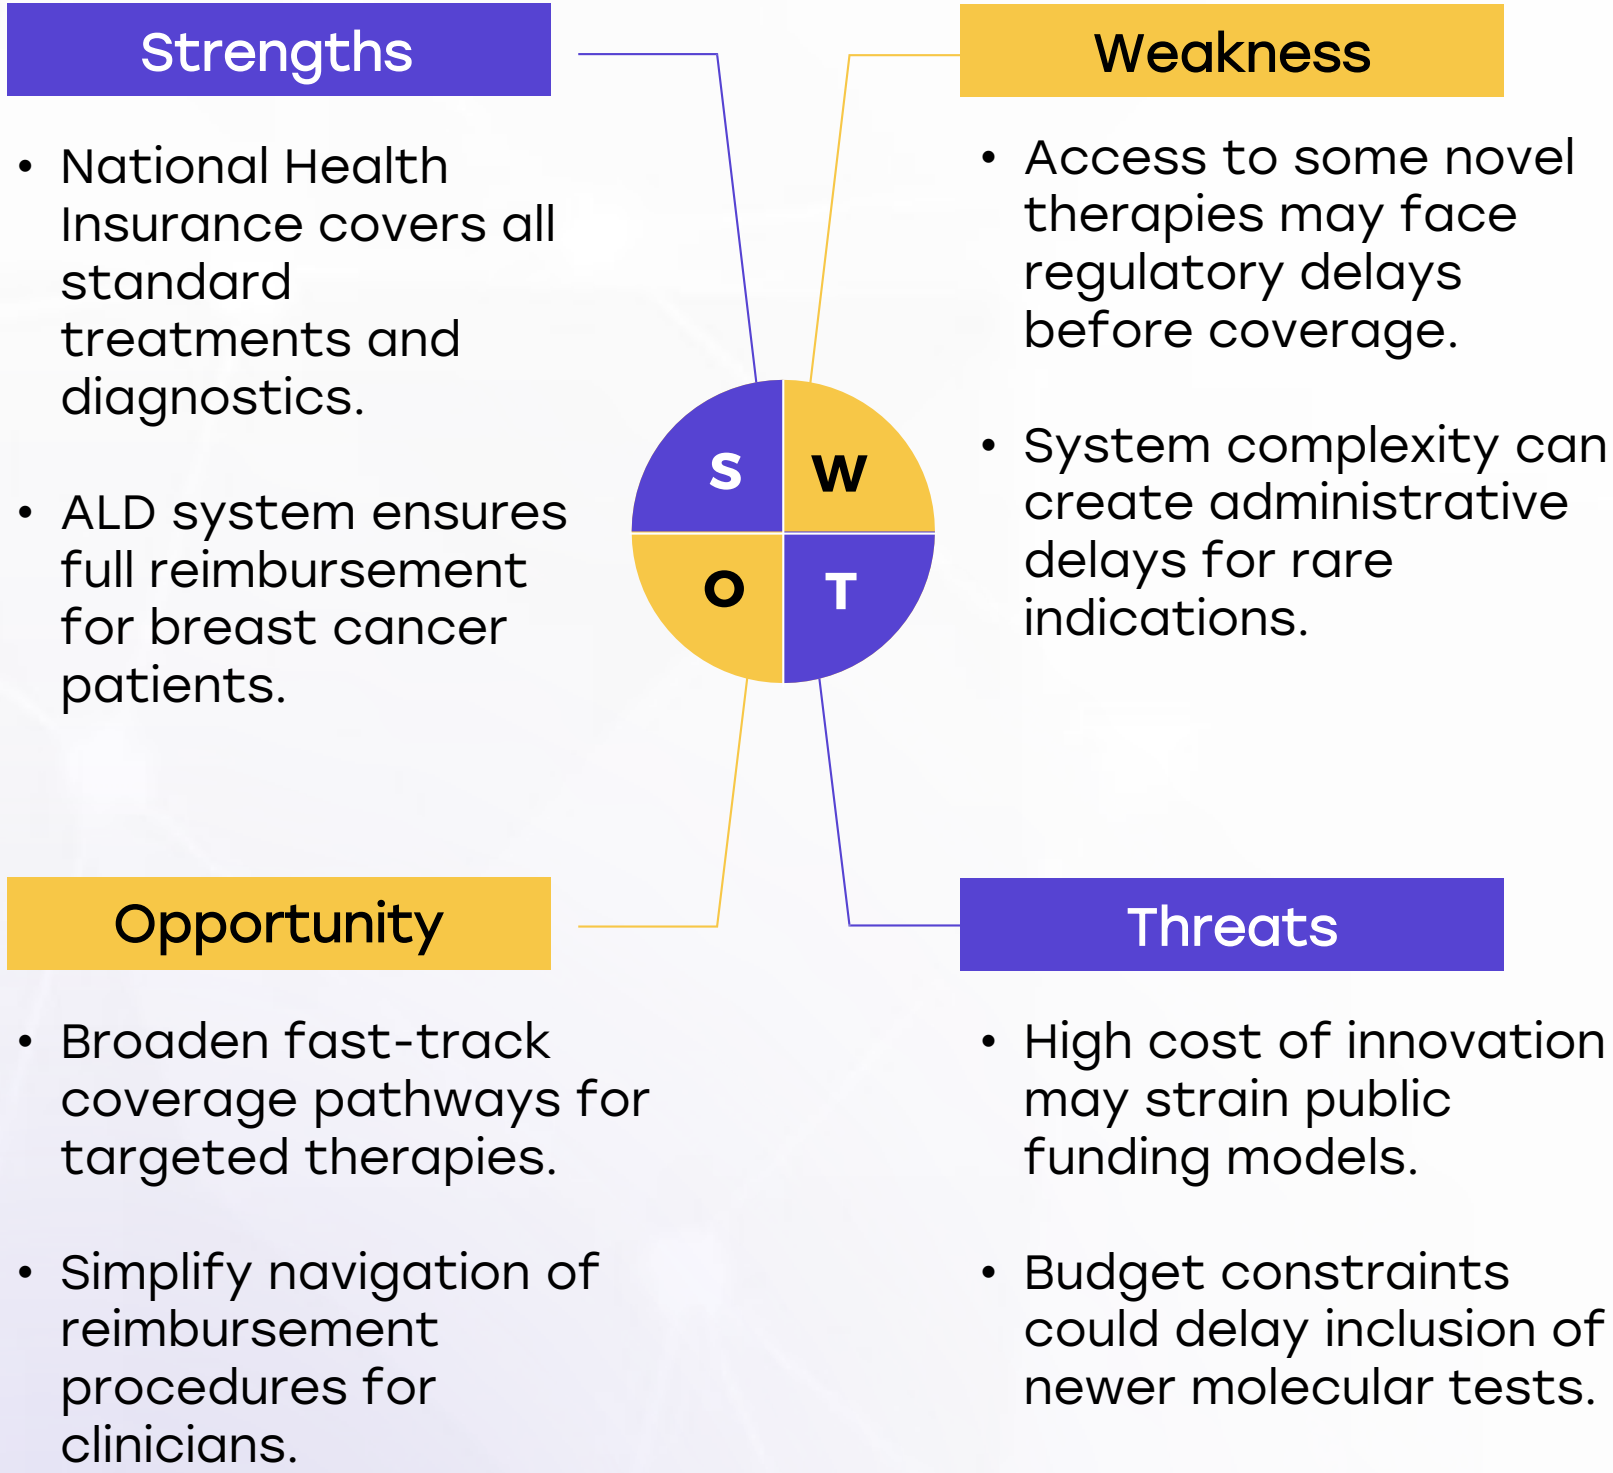 Strengths
• National Health
Insurance covers all
standard
treatments and
diagnostics.
• ALD system ensures
full reimbursement
for breast cancer
patients.
Weakness
• Access to some novel
therapies may face
regulatory delays
before coverage.
• System complexity can
create administrative
delays for rare
indications.
S
W
O
T
Opportunity
• Broaden fast-track
coverage pathways for
targeted therapies.
• Simplify navigation of
reimbursement
procedures for
clinicians.
Threats
• High cost of innovation
may strain public
funding models.
• Budget constraints
could delay inclusion of
newer molecular tests.